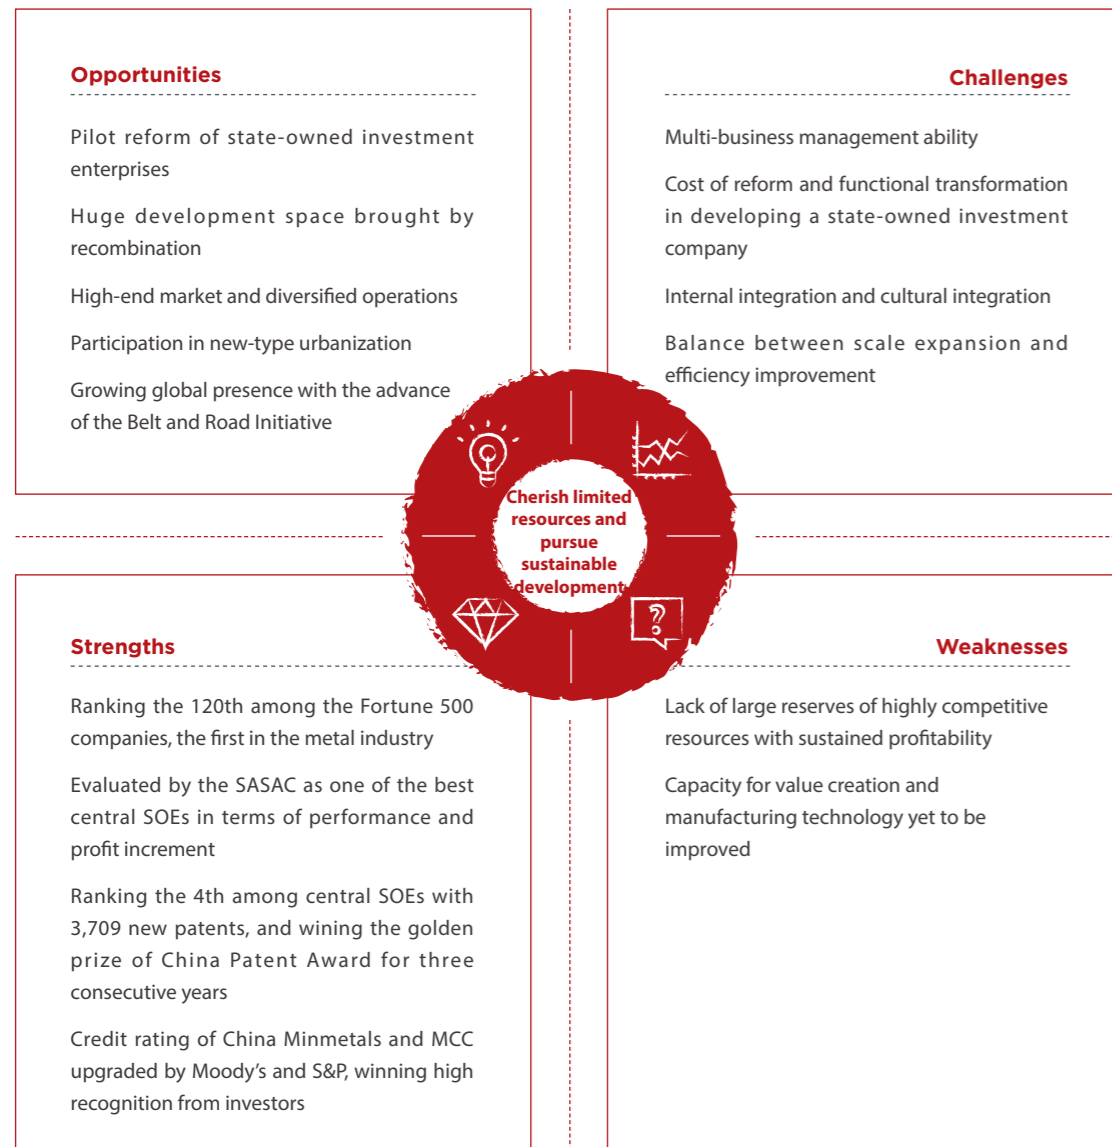 Opportunities
Pilot reform of state-owned investment
enterprises
Huge development space brought by
recombination
High-end market and diversified operations
Participation in new-type urbanization
Growing global presence with the advance
of the Belt and Road Initiative
Challenges
Multi-business management ability
Cost of reform and functional transformation
in developing a state-owned investment
company
Internal integration and cultural integration
Balance between scale expansion and
efficiency improvement
Cherish limited
resources and
pursue
sustainable
development
?
Strengths
Ranking the 120th among the Fortune 500
companies, the first in the metal industry
Evaluated by the SASAC as one of the best
central SOEs in terms of performance and
profit increment
Ranking the 4th among central SOEs with
3,709 new patents, and wining the golden
prize of China Patent Award for three
consecutive years
Credit rating of China Minmetals and MCC
upgraded by Moody's and S&P, winning high
recognition from investors
Weaknesses
Lack of large reserves of highly competitive
resources with sustained profitability
Capacity for value creation and
manufacturing technology yet to be
improved